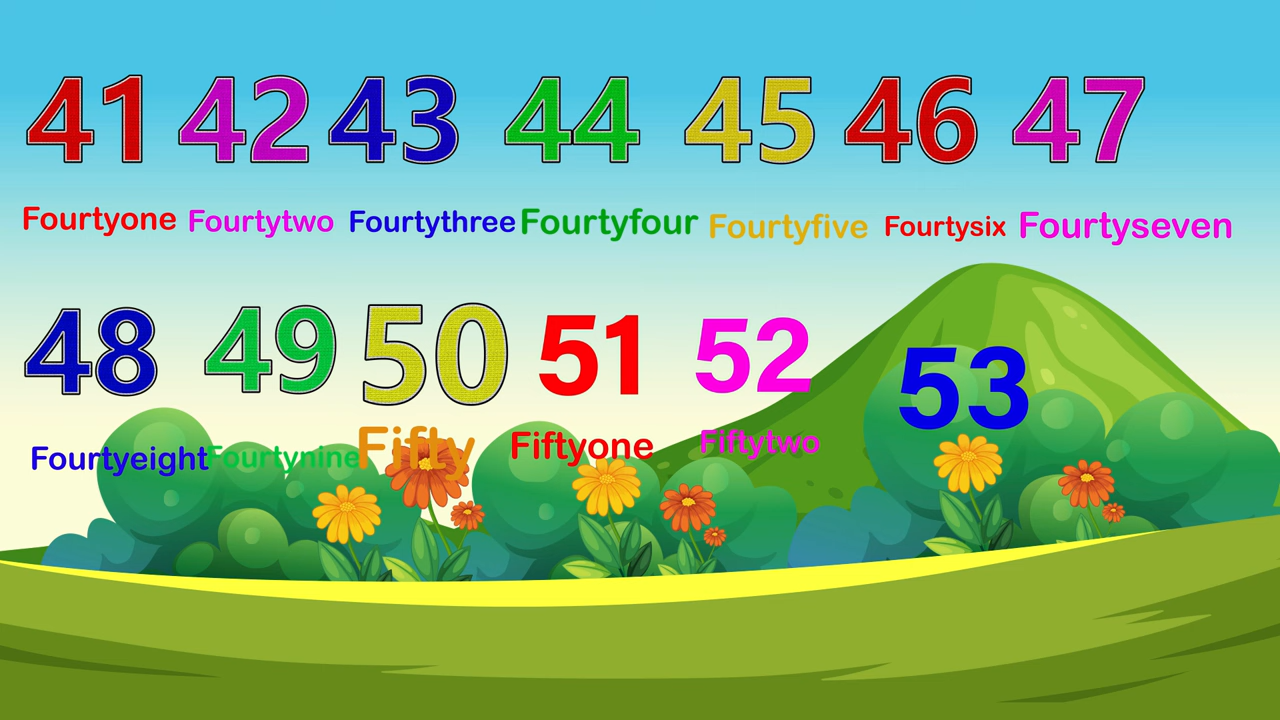 41 42 43 44 45 46 47
Fourtyone Fourtytwo Fourtythree Fourtyfour Fourtyfive Fourtysix Fourtyseven
48 49 50 51 52 53
Fourtyeight Fourtynine Fifty Fiftyone Fiftytwo